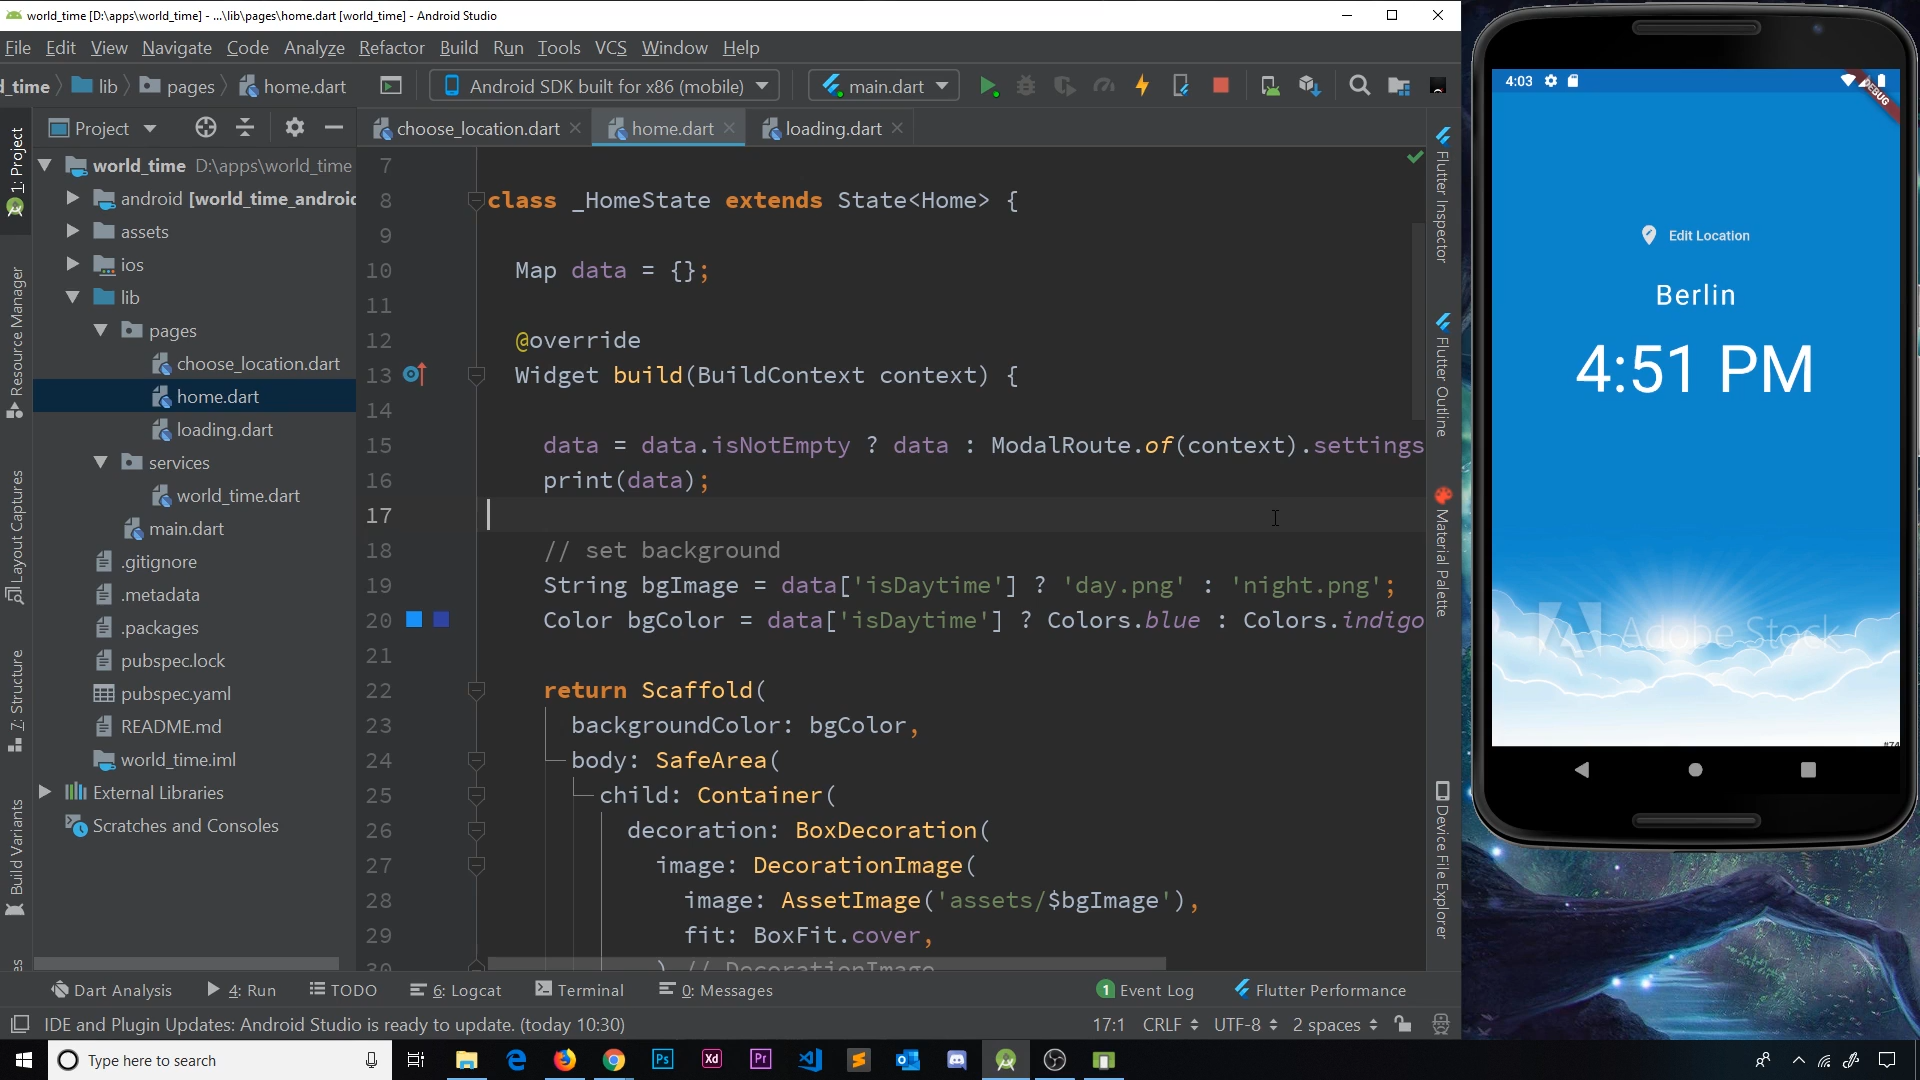 world_time [D:\apps\world_time] - ...\lib\pages\home.dart [world_time] - Android Studio
File Edit View Navigate Code Analyze Refactor Build Run Tools VCS Window Help
d_time lib pages home.dart Android SDK built for x86 (mobile) main.dart
Project choose_location.dart home.dart loading.dart
1: Project
Resource Manager
Layout Captures
7: Structure
Build Variants
world_time D:\apps\world_time
android [world_time_android
assets
ios
lib
pages
choose_location.dart
home.dart
loading.dart
services
world_time.dart
main.dart
.gitignore
.metadata
.packages
pubspec.lock
pubspec.yaml
README.md
world_time.iml
External Libraries
Scratches and Consoles
7
8 class _HomeState extends State<Home> {
9
10 Map data = {};
11
12 @override
13 Widget build(BuildContext context) {
14
15 data = data.isNotEmpty ? data : ModalRoute.of(context).settings
16 print(data);
17
18 // set background
19 String bgImage = data['isDaytime'] ? 'day.png' : 'night.png';
20 Color bgColor = data['isDaytime'] ? Colors.blue : Colors.indigo
21
22 return Scaffold(
23 backgroundColor: bgColor,
24 body: SafeArea(
25 child: Container(
26 decoration: BoxDecoration(
27 image: DecorationImage(
28 image: AssetImage('assets/$bgImage'),
29 fit: BoxFit.cover,
30 ) // DecorationImage
Flutter Inspector
Flutter Outline
Material Palette
Device File Explorer
Dart Analysis 4: Run TODO 6: Logcat Terminal 0: Messages 1 Event Log Flutter Performance
IDE and Plugin Updates: Android Studio is ready to update. (today 10:30) 17:1 CRLF UTF-8 2 spaces
Type here to search
Ps Xd Pr
4:03
DEBUG
Edit Location
Berlin
4:51 PM
Adobe Stock